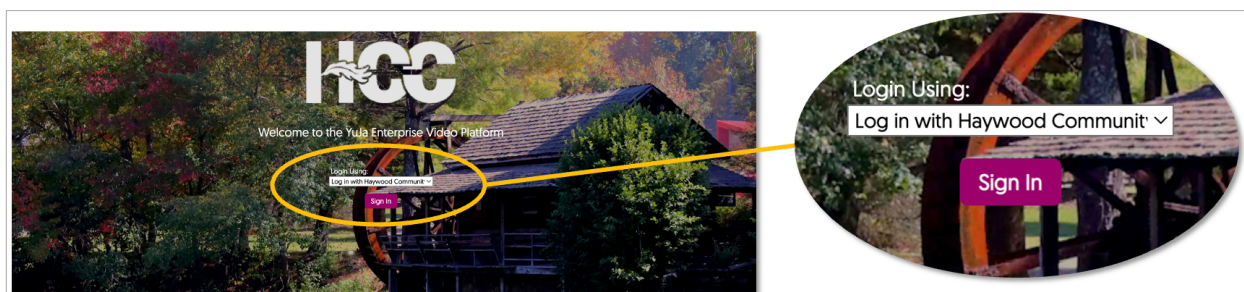 HCC
Welcome to the YuJa Enterprise Video Platform
Login Using:
Log in with Haywood Communit
Sign In
Login Using:
Log in with Haywood Communit
Sign In